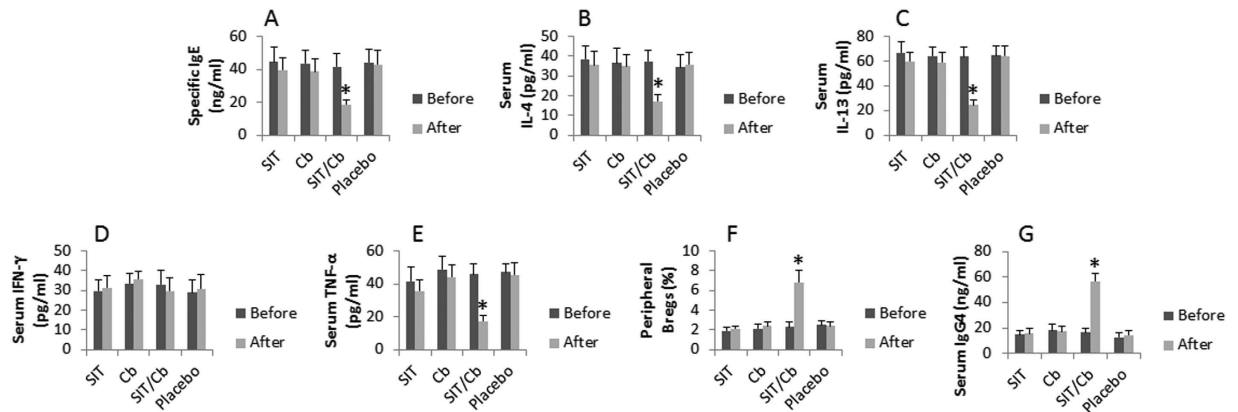 A
Specific IgE
(ng/ml)
60
40
20
0
SIT
Cb
SIT/Cb
Placebo
*
Before
After
B
Serum
IL-4 (pg/ml)
50
40
30
20
10
0
SIT
Cb
SIT/Cb
Placebo
*
Before
After
C
Serum
IL-13 (pg/ml)
80
60
40
20
0
SIT
Cb
SIT/Cb
Placebo
*
Before
After
D
Serum IFN-γ
(pg/ml)
50
40
30
20
10
0
SIT
Cb
SIT/Cb
Placebo
Before
After
E
Serum TNF-α
(pg/ml)
60
40
20
0
SIT
Cb
SIT/Cb
Placebo
*
Before
After
F
Peripheral
Bregs (%)
10
8
6
4
2
0
SIT
Cb
SIT/Cb
Placebo
*
Before
After
G
Serum IgG4 (ng/ml)
80
60
40
20
0
SIT
Cb
SIT/Cb
Placebo
*
Before
After